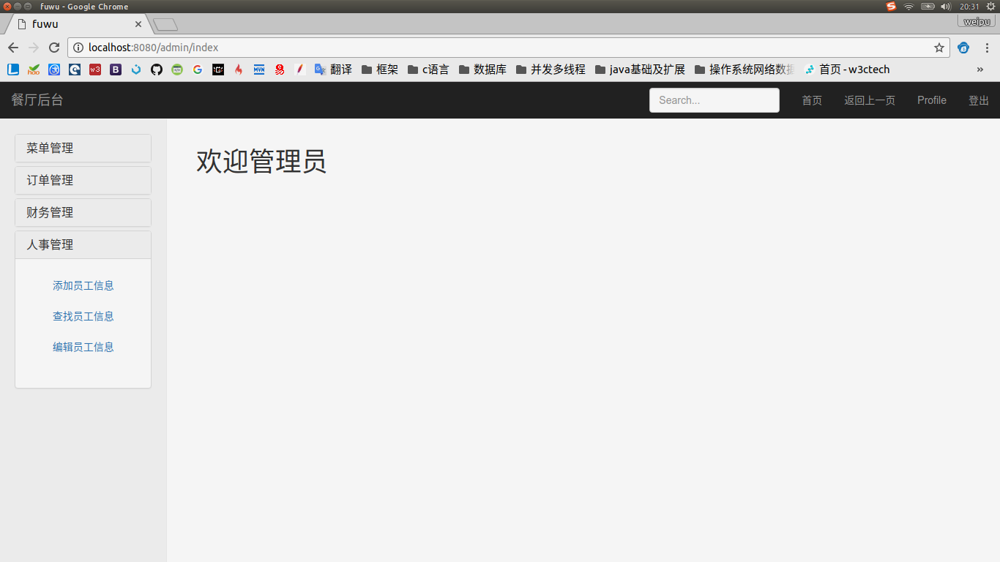 fuwu - Google Chrome
20:31
fuwu
weipu
localhost:8080/admin/index
翻译 框架 c语言 数据库 并发多线程 java基础及扩展 操作系统网络数据 首页 - w3ctech »
餐厅后台 Search... 首页 返回上一页 Profile 登出
菜单管理
欢迎管理员
订单管理
财务管理
人事管理
添加员工信息
查找员工信息
编辑员工信息